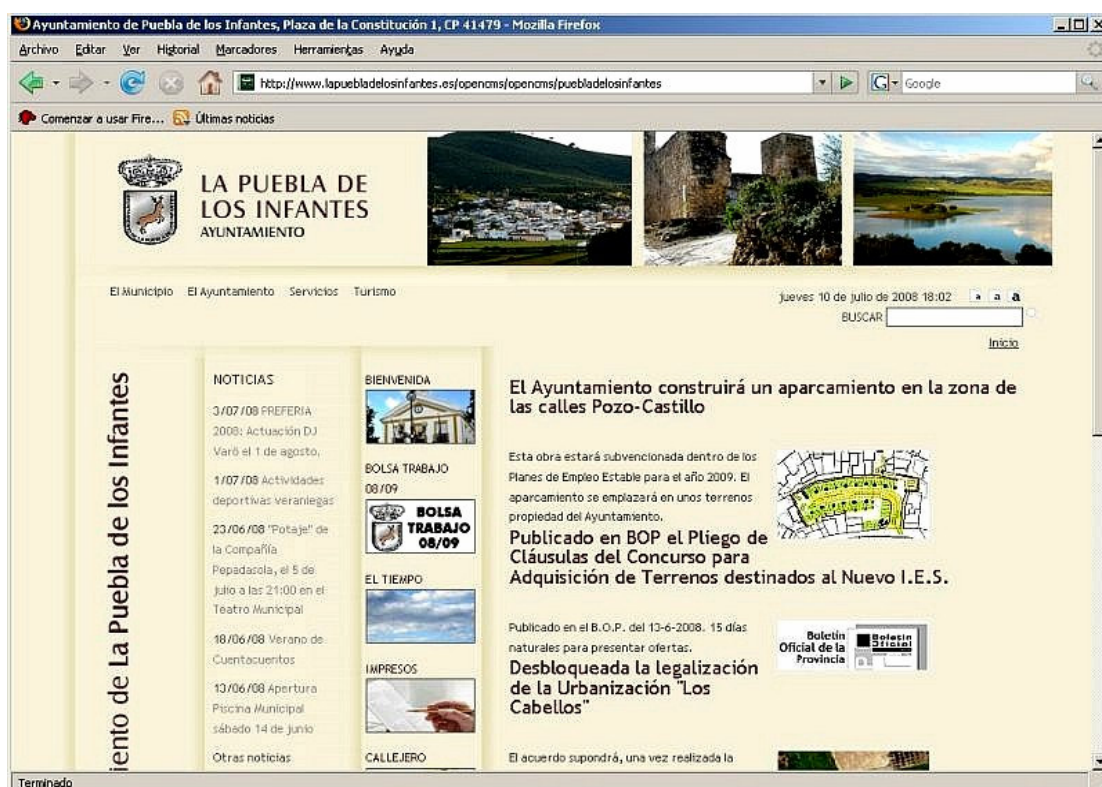 Ayuntamiento de Puebla de los Infantes, Plaza de la Constitución 1, CP 41479 - Mozilla Firefox
Archivo Editar Ver Historial Marcadores Herramientas Ayuda
http://www.lapuebladelosinfantes.es/opencms/opencms/puebladelosinfantes
Google
Comenzar a usar Fire... Últimas noticias
LA PUEBLA DE
LOS INFANTES
AYUNTAMIENTO
El Municipio El Ayuntamiento Servicios Turismo
jueves 10 de julio de 2008 18:02 a a a
BUSCAR
Inicio
iento de La Puebla de los Infantes
NOTICIAS
3/07/08 PREFERIA
2008: Actuación DJ
Varó el 1 de agosto.
1/07/08 Actividades
deportivas veraniegas
23/06/08 "Potaje" de
la Compañía
Pepadasola, el 5 de
julio a las 21:00 en el
Teatro Municipal
18/06/08 Verano de
Cuentacuentos
13/06/08 Apertura
Piscina Municipal
sábado 14 de junio
Otras noticias
BIENVENIDA
BOLSA TRABAJO
08/09
BOLSA
TRABAJO
08/09
EL TIEMPO
IMPRESOS
CALLEJERO
El Ayuntamiento construirá un aparcamiento en la zona de
las calles Pozo-Castillo
Esta obra estará subvencionada dentro de los
Planes de Empleo Estable para el año 2009. El
aparcamiento se emplazará en unos terrenos
propiedad del Ayuntamiento.
Publicado en BOP el Pliego de
Cláusulas del Concurso para
Adquisición de Terrenos destinados al Nuevo I.E.S.
Publicado en el B.O.P. del 13-6-2008. 15 días
naturales para presentar ofertas.
Boletín
Oficial de la
Provincia
Boletín
Oficial
Desbloqueada la legalización
de la Urbanización "Los
Cabellos"
El acuerdo supondrá, una vez realizada la
Terminado